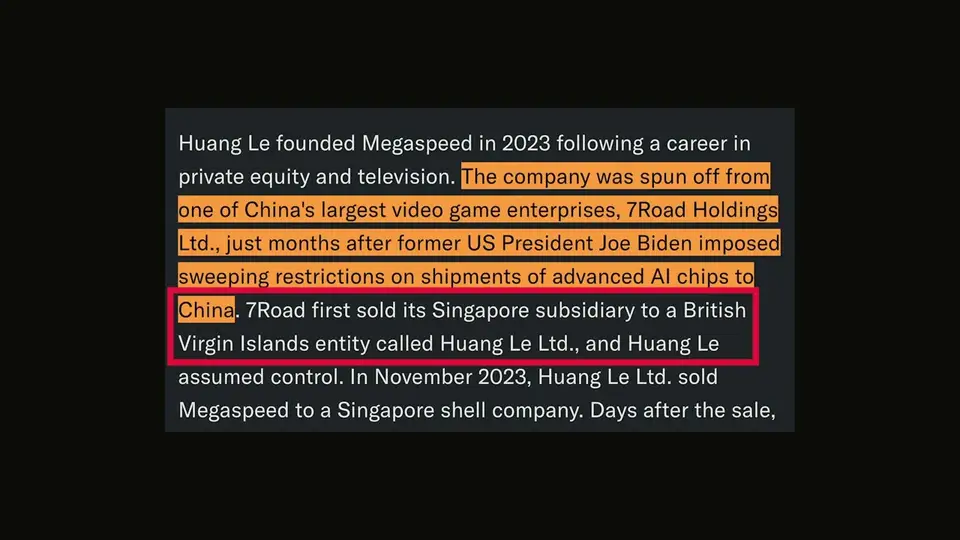 Huang Le founded Megaspeed in 2023 following a career in
private equity and television. The company was spun off from
one of China's largest video game enterprises, 7Road Holdings
Ltd., just months after former US President Joe Biden imposed
sweeping restrictions on shipments of advanced AI chips to
China. 7Road first sold its Singapore subsidiary to a British
Virgin Islands entity called Huang Le Ltd., and Huang Le
assumed control. In November 2023, Huang Le Ltd. sold
Megaspeed to a Singapore shell company. Days after the sale,